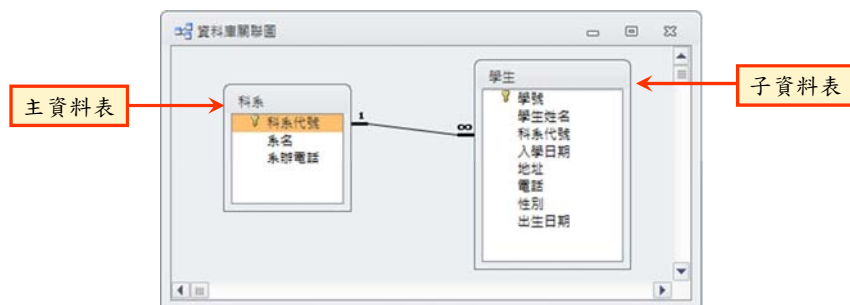 資料庫關聯圖
主資料表
科系
科系代號
系名
系辦電話
1
∞
學生
學號
學生姓名
科系代號
入學日期
地址
電話
性別
出生日期
子資料表